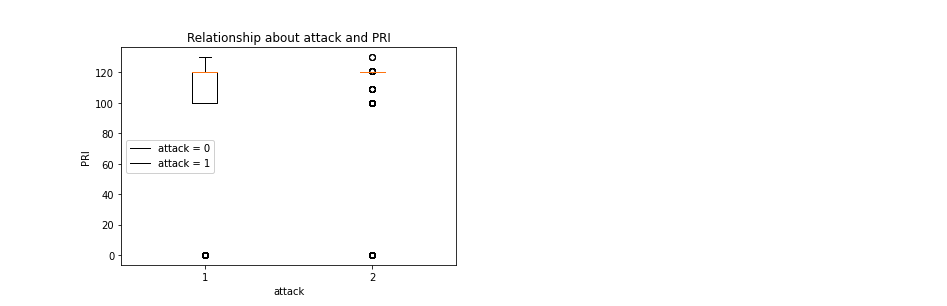 Relationship about attack and PRI
120
100
80
60
40
20
0
PRI
attack = 0
attack = 1
1 2
attack